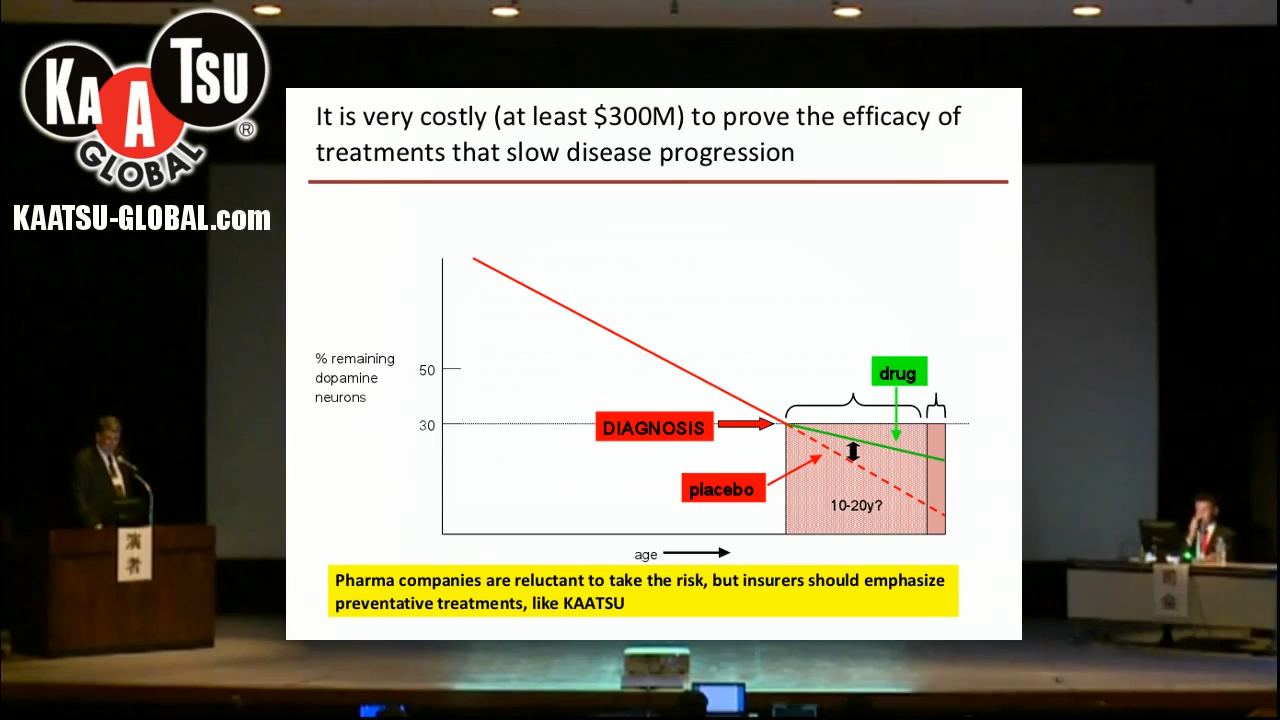 KAATSU
GLOBAL
®
KAATSU-GLOBAL.com
It is very costly (at least $300M) to prove the efficacy of
treatments that slow disease progression
% remaining
dopamine
neurons
50
30
drug
DIAGNOSIS
placebo
10-20y?
age
Pharma companies are reluctant to take the risk, but insurers should emphasize
preventative treatments, like KAATSU
演
者
司
会